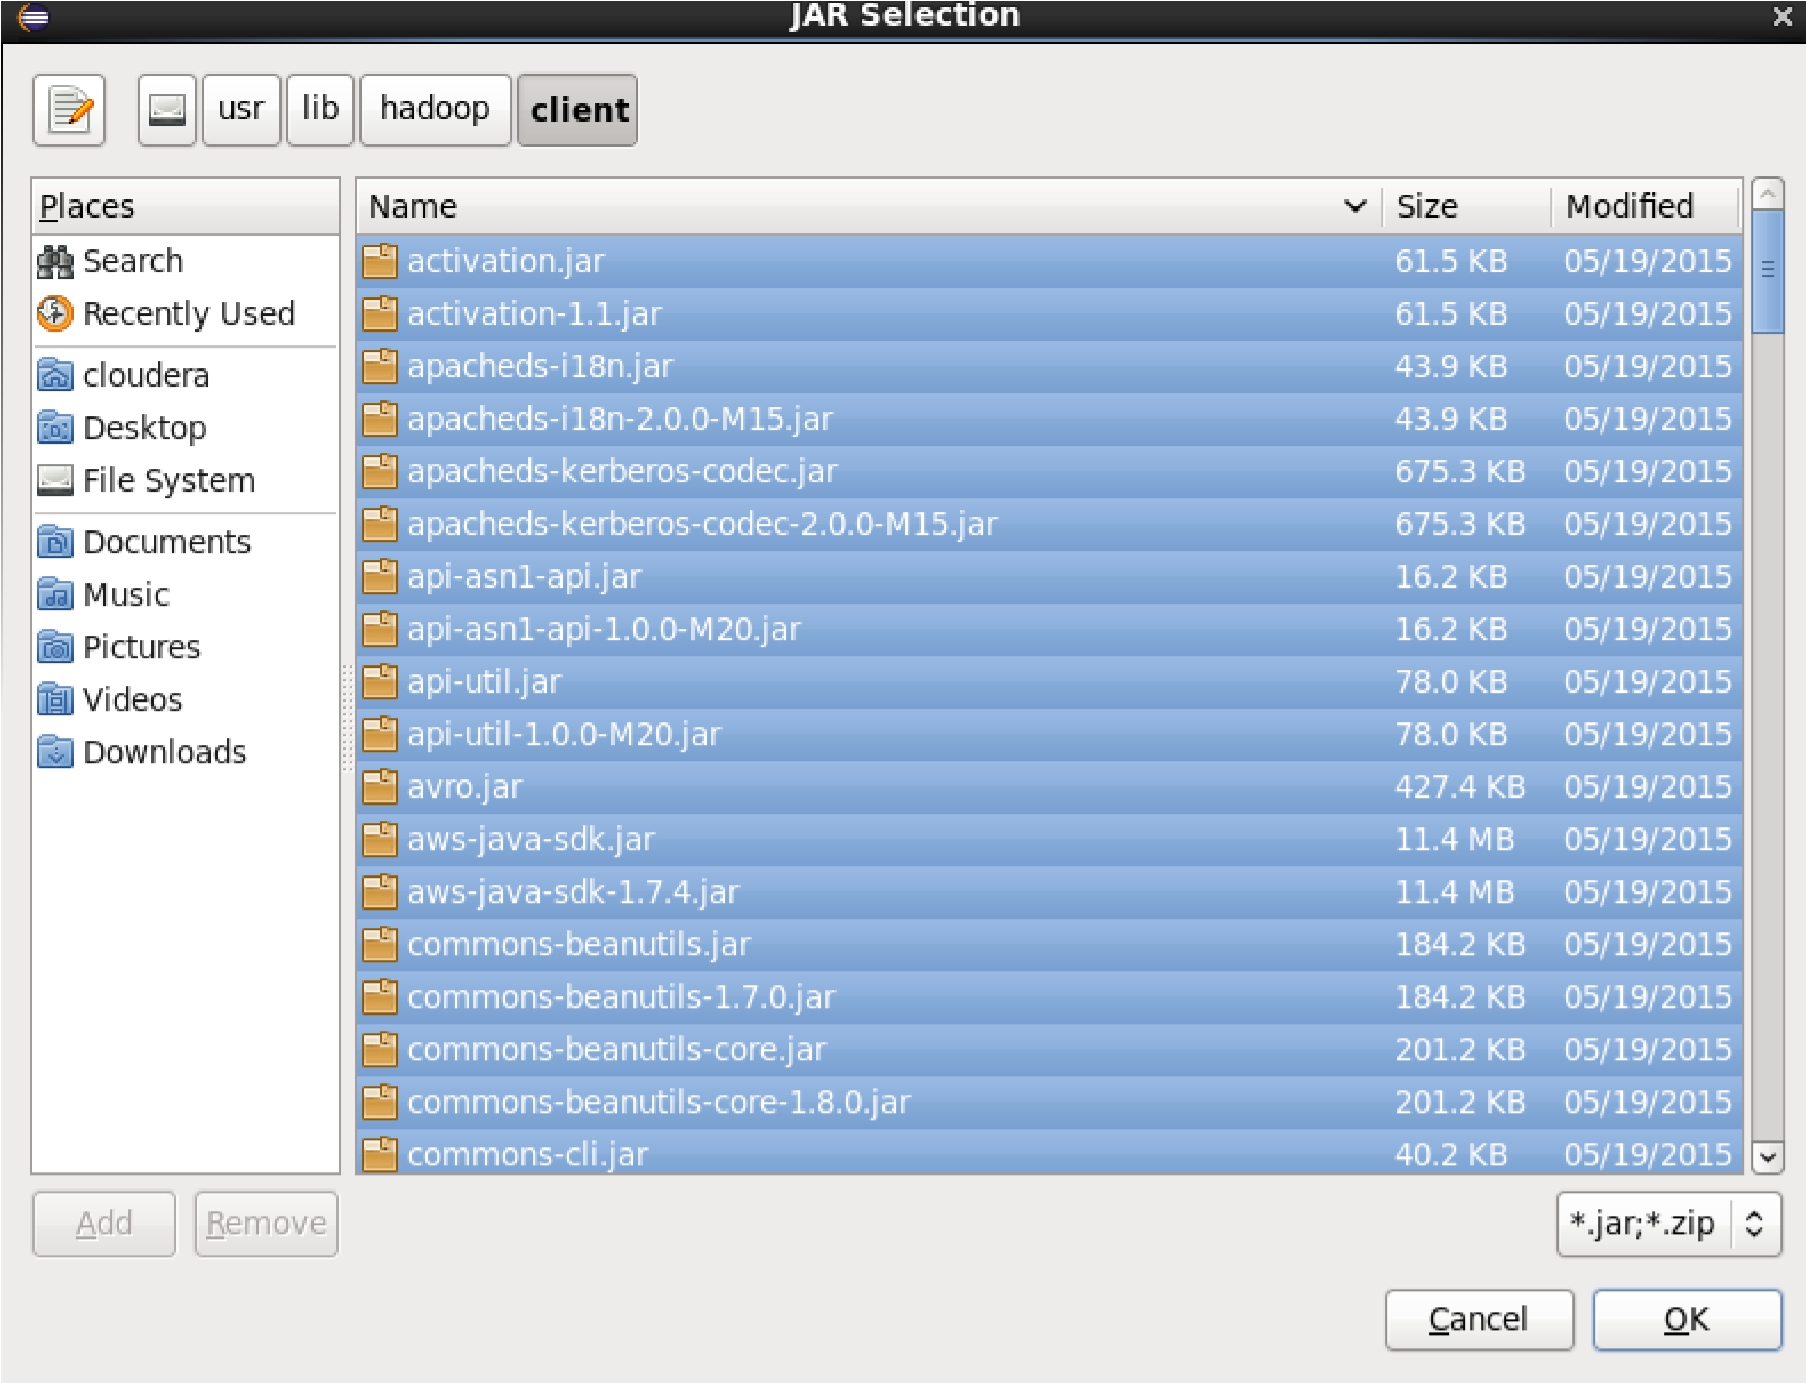 JAR Selection
usr lib hadoop client
Places
Search
Recently Used
cloudera
Desktop
File System
Documents
Music
Pictures
Videos
Downloads
Name Size Modified
activation.jar 61.5 KB 05/19/2015
activation-1.1.jar 61.5 KB 05/19/2015
apacheds-i18n.jar 43.9 KB 05/19/2015
apacheds-i18n-2.0.0-M15.jar 43.9 KB 05/19/2015
apacheds-kerberos-codec.jar 675.3 KB 05/19/2015
apacheds-kerberos-codec-2.0.0-M15.jar 675.3 KB 05/19/2015
api-asn1-api.jar 16.2 KB 05/19/2015
api-asn1-api-1.0.0-M20.jar 16.2 KB 05/19/2015
api-util.jar 78.0 KB 05/19/2015
api-util-1.0.0-M20.jar 78.0 KB 05/19/2015
avro.jar 427.4 KB 05/19/2015
aws-java-sdk.jar 11.4 MB 05/19/2015
aws-java-sdk-1.7.4.jar 11.4 MB 05/19/2015
commons-beanutils.jar 184.2 KB 05/19/2015
commons-beanutils-1.7.0.jar 184.2 KB 05/19/2015
commons-beanutils-core.jar 201.2 KB 05/19/2015
commons-beanutils-core-1.8.0.jar 201.2 KB 05/19/2015
commons-cli.jar 40.2 KB 05/19/2015
Add Remove
*.jar;*.zip
Cancel OK